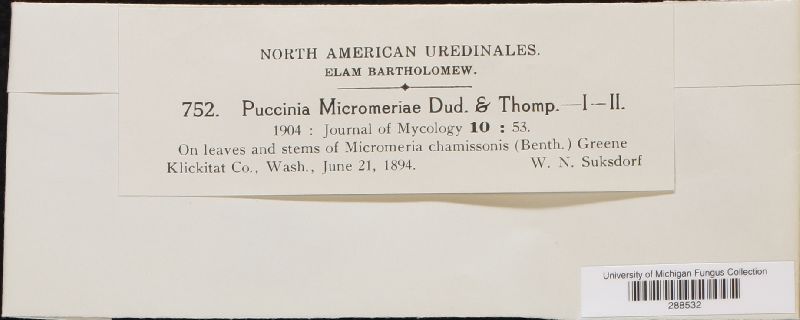 NORTH AMERICAN UREDINALES.
ELAM BARTHOLOMEW.
752. Puccinia Micromeriae Dud. & Thomp.—I—II.
1904 : Journal of Mycology 10 : 53.
On leaves and stems of Micromeria chamissonis (Benth.) Greene
Klickitat Co., Wash., June 21, 1894. W. N. Suksdorf
University of Michigan Fungus Collection
288532